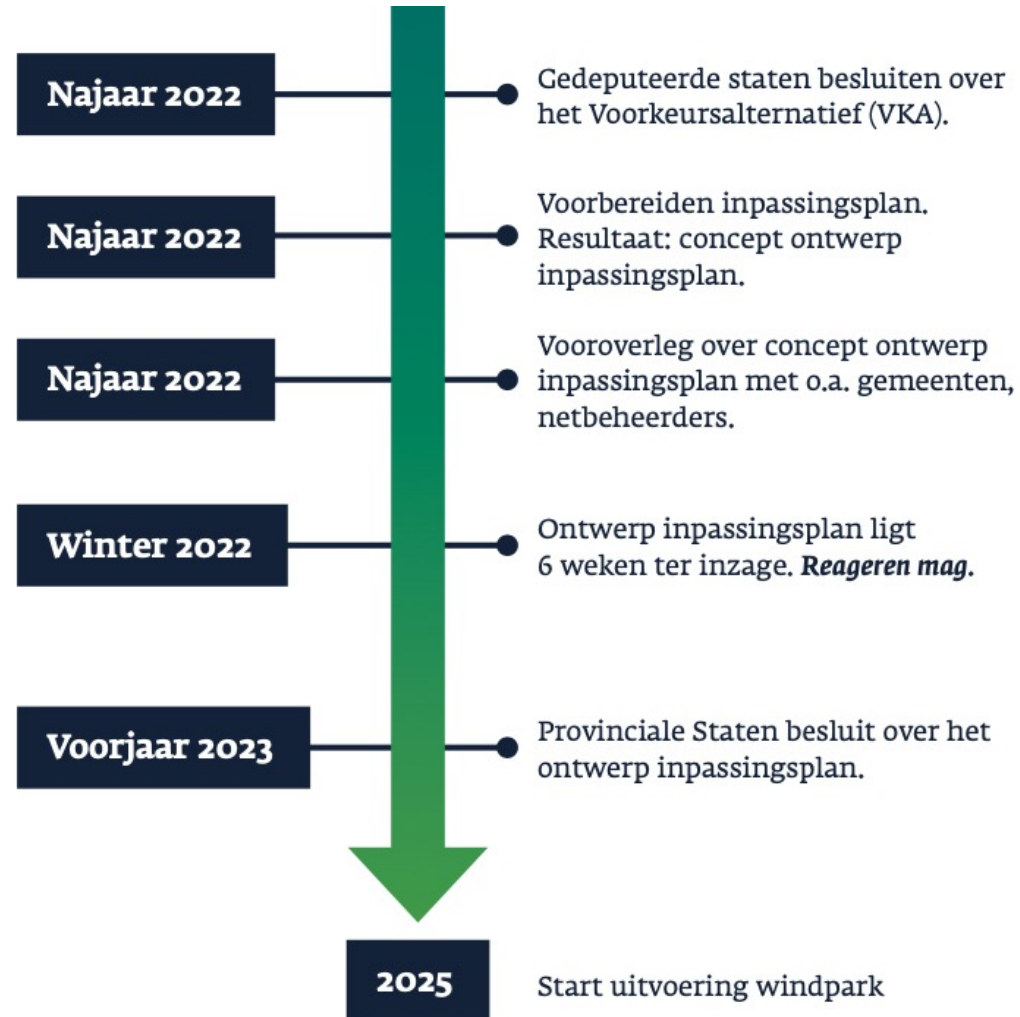 Najaar 2022
Gedeputeerde staten besluiten over
het Voorkeursalternatief (VKA).
Najaar 2022
Voorbereiden inpassingsplan.
Resultaat: concept ontwerp
inpassingsplan.
Najaar 2022
Vooroverleg over concept ontwerp
inpassingsplan met o.a. gemeenten,
netbeheerders.
Winter 2022
Ontwerp inpassingsplan ligt
6 weken ter inzage. Reageren mag.
Voorjaar 2023
Provinciale Staten besluit over het
ontwerp inpassingsplan.
2025
Start uitvoering windpark